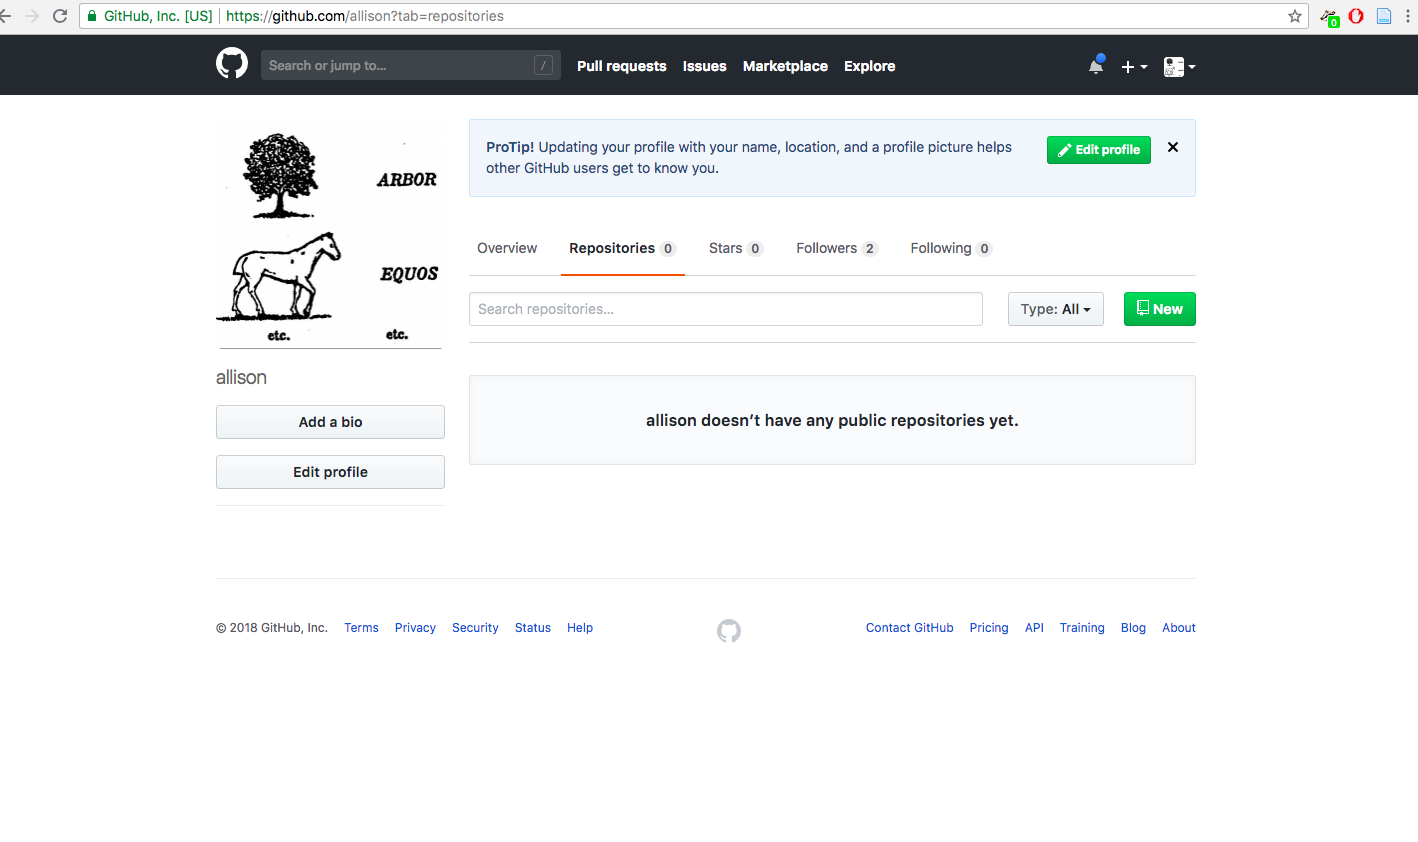 GitHub, Inc. [US] https://github.com/allison?tab=repositories
0
Search or jump to... /
Pull requests Issues Marketplace Explore
ARBOR
EQUOS
etc. etc.
allison
Add a bio
Edit profile
ProTip! Updating your profile with your name, location, and a profile picture helps
other GitHub users get to know you.
Edit profile
Overview Repositories 0 Stars 0 Followers 2 Following 0
Search repositories... Type: All New
allison doesn’t have any public repositories yet.
© 2018 GitHub, Inc. Terms Privacy Security Status Help Contact GitHub Pricing API Training Blog About